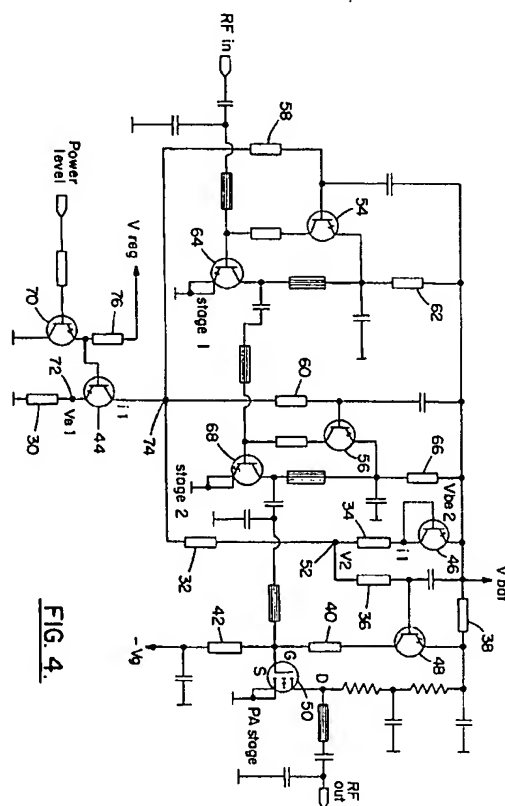 RF in
58
54
64
stage 1
62
Power
level
70
V reg
76
72
Va 1
30
44
i 1
74
60
56
68
stage 2
66
32
34
V2
52
i1
Vbe 2
46
36
V bat
38
42
40
48
-Vg
G
S
D
50
PA stage
RF
out
FIG. 4.